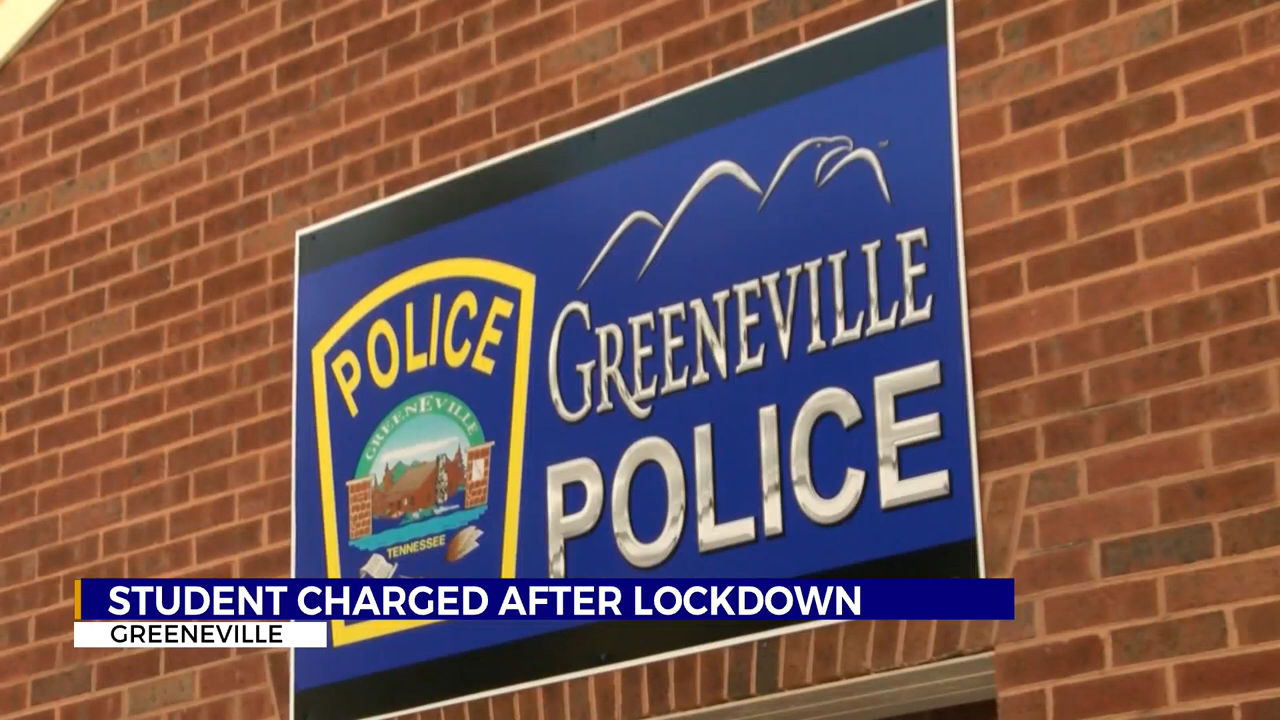 POLICE
GREENEVILLE
TENNESSEE
GREENEVILLE
POLICE
STUDENT CHARGED AFTER LOCKDOWN
GREENEVILLE